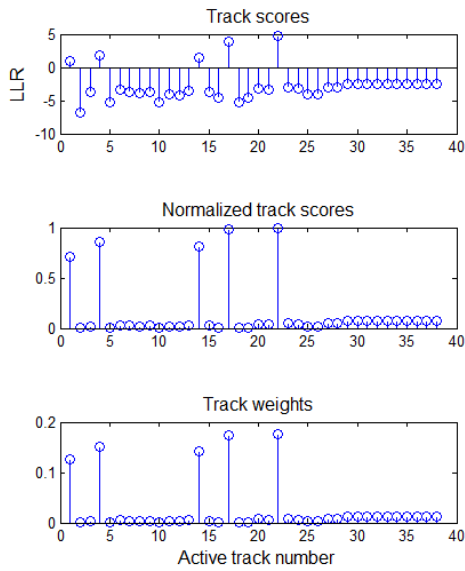 Track scores
5
0
-5
-10
LLR
0 5 10 15 20 25 30 35 40
Normalized track scores
1
0.5
0
0 5 10 15 20 25 30 35 40
Track weights
0.2
0.1
0
0 5 10 15 20 25 30 35 40
Active track number